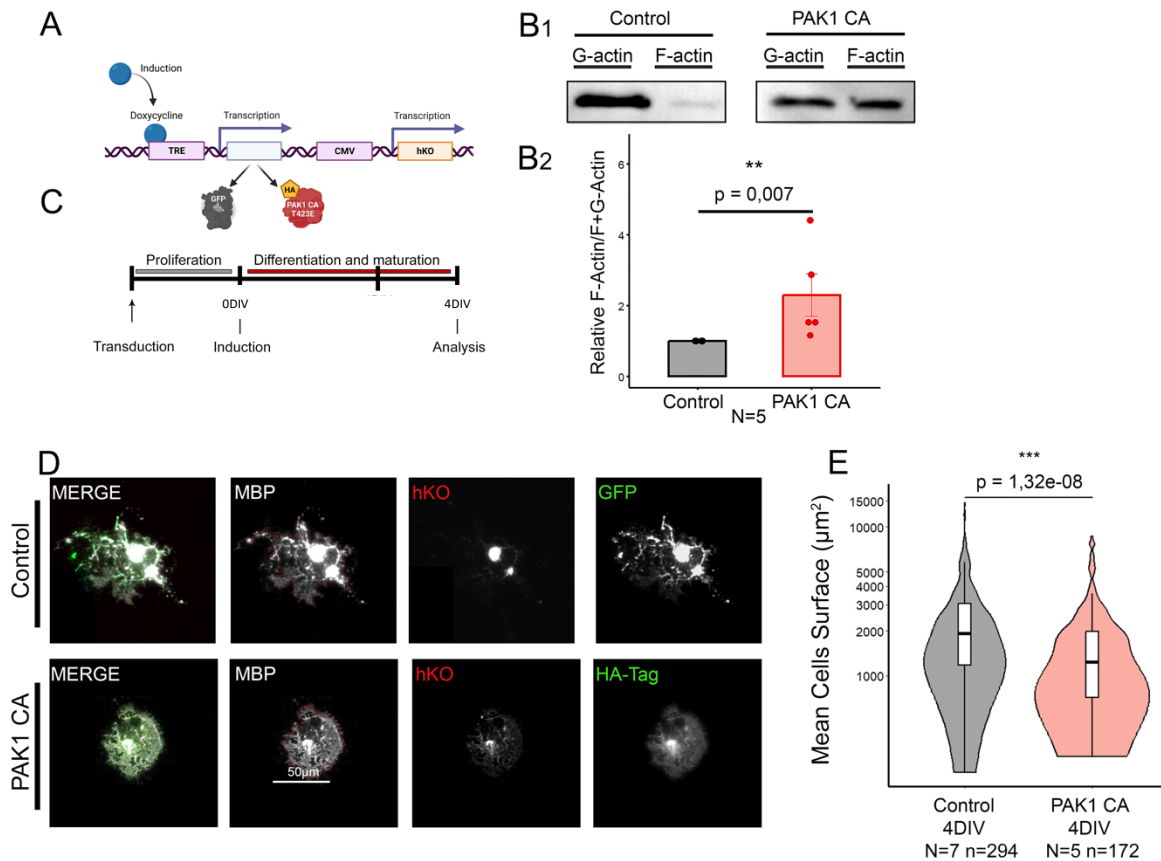 A
Induction
Doxycycline
Transcription
Transcription
TRE
CMV
hKO
GFP
HA
PAK1 CA
T423E
B1
Control
PAK1 CA
G-actin
F-actin
G-actin
F-actin
B2
**
p = 0,007
Relative F-Actin/F+G-Actin
6
4
2
0
Control
PAK1 CA
N=5
C
Proliferation
Differentiation and maturation
0DIV
4DIV
Transduction
Induction
Analysis
D
Control
MERGE
MBP
hKO
GFP
PAK1 CA
MERGE
MBP
hKO
HA-Tag
50µm
E
***
p = 1,32e-08
Mean Cells Surface (µm²)
15000
10000
5000
4000
3000
2000
1000
Control
4DIV
N=7 n=294
PAK1 CA
4DIV
N=5 n=172